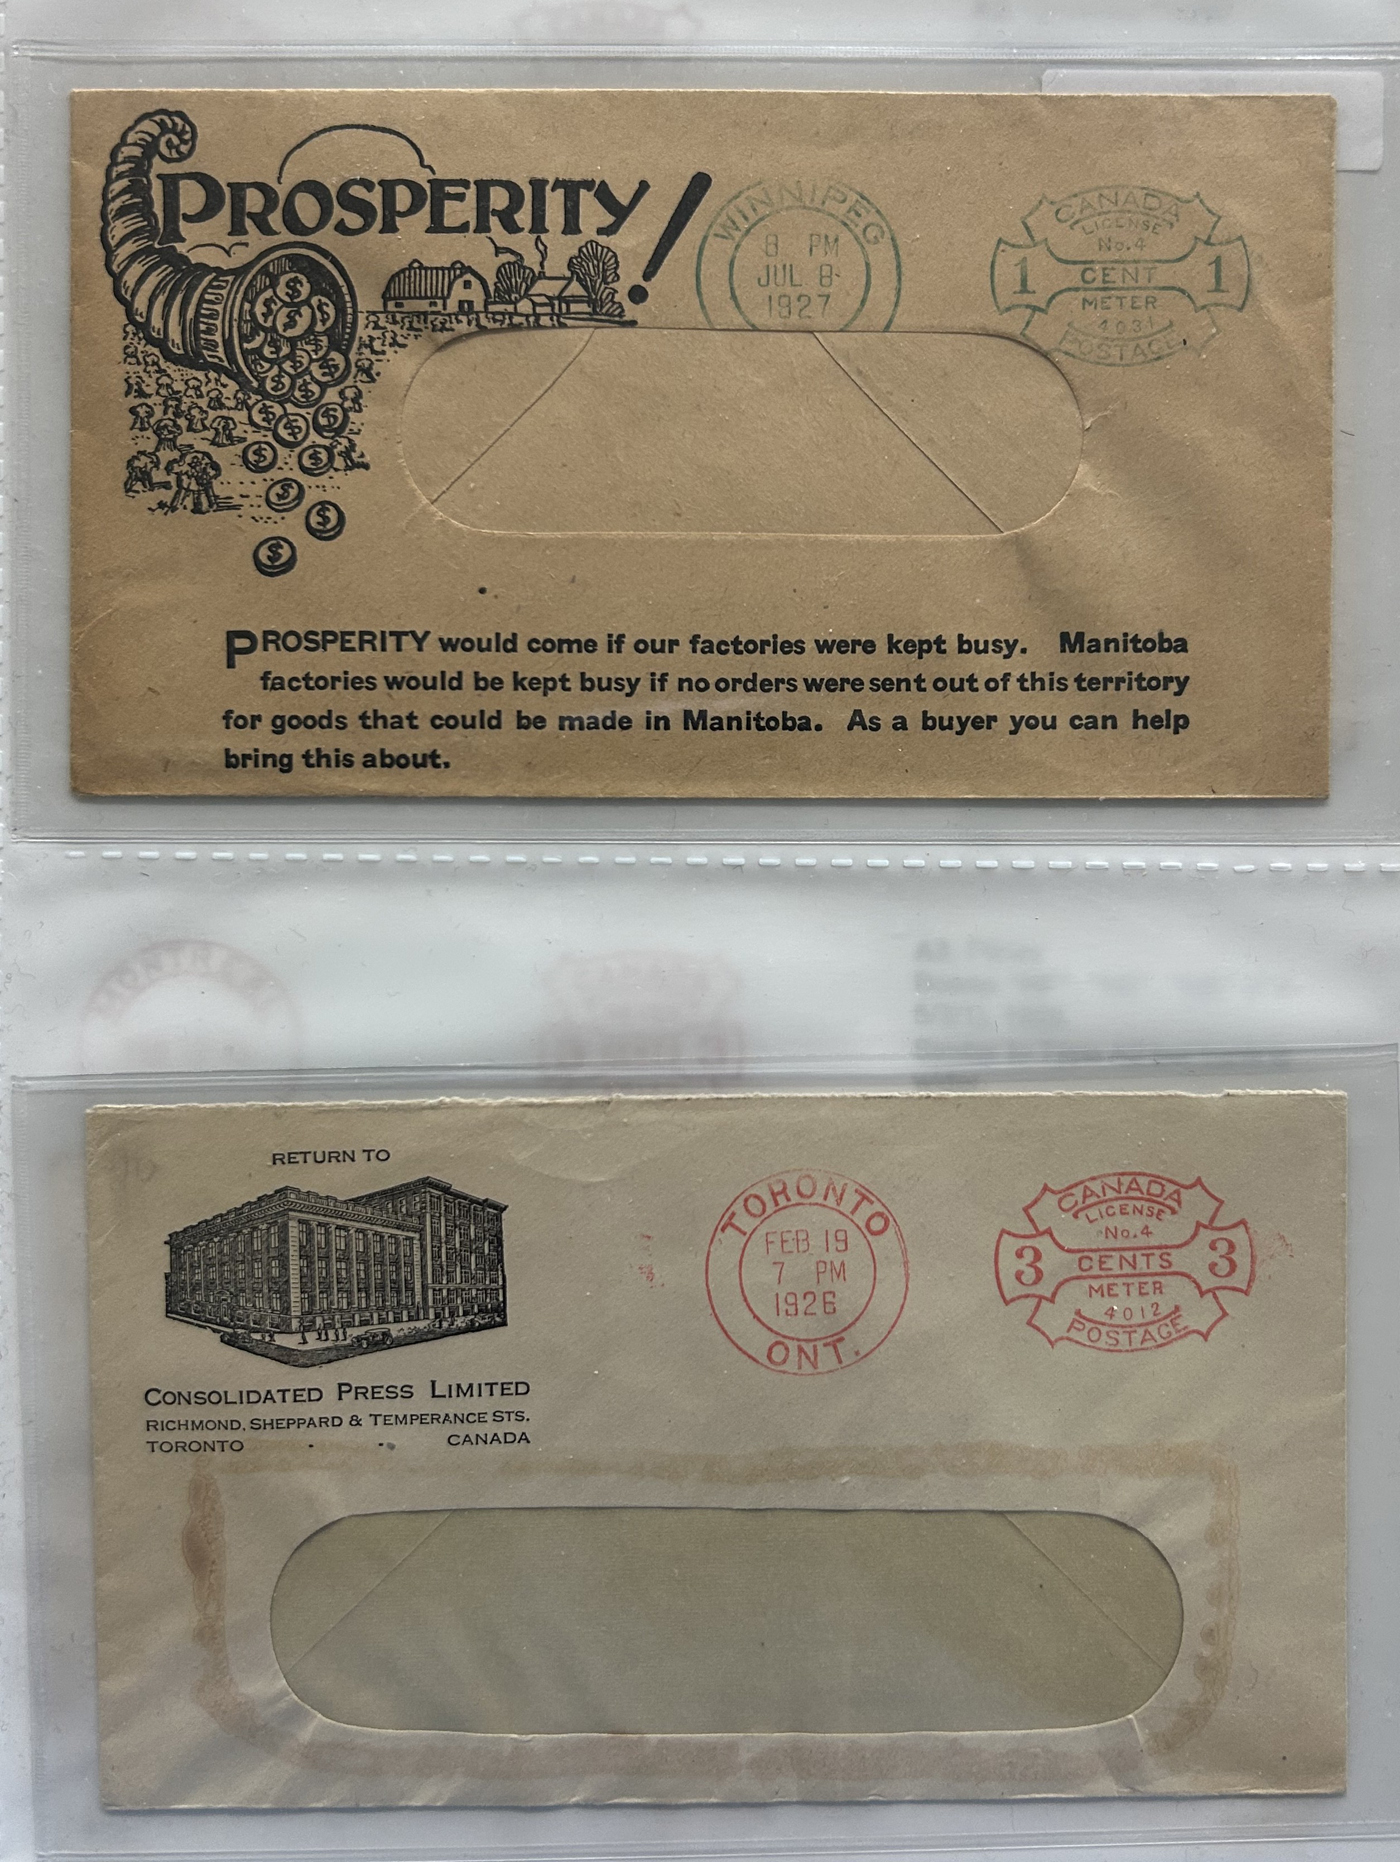 PROSPERITY!
WINNIPEG
8 PM
JUL 8
1927
CANADA
LICENSE
No. 4
1 CENT 1
METER
4031
POSTAGE
$
$
$
$
$
$
$
$
$
$
$
$
$
$
PROSPERITY would come if our factories were kept busy. Manitoba
factories would be kept busy if no orders were sent out of this territory
for goods that could be made in Manitoba. As a buyer you can help
bring this about.
RETURN TO
CONSOLIDATED PRESS LIMITED
RICHMOND, SHEPPARD & TEMPERANCE STS.
TORONTO CANADA
TORONTO
FEB 19
7 PM
1926
ONT.
CANADA
LICENSE
No. 4
3 CENTS 3
METER
4012
POSTAGE